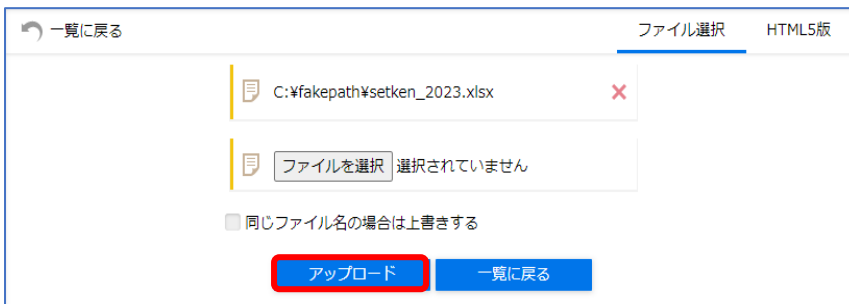 一覧に戻る
ファイル選択 HTML5版
C:¥fakepath¥setken_2023.xlsx
ファイルを選択 選択されていません
同じファイル名の場合は上書きする
アップロード 一覧に戻る